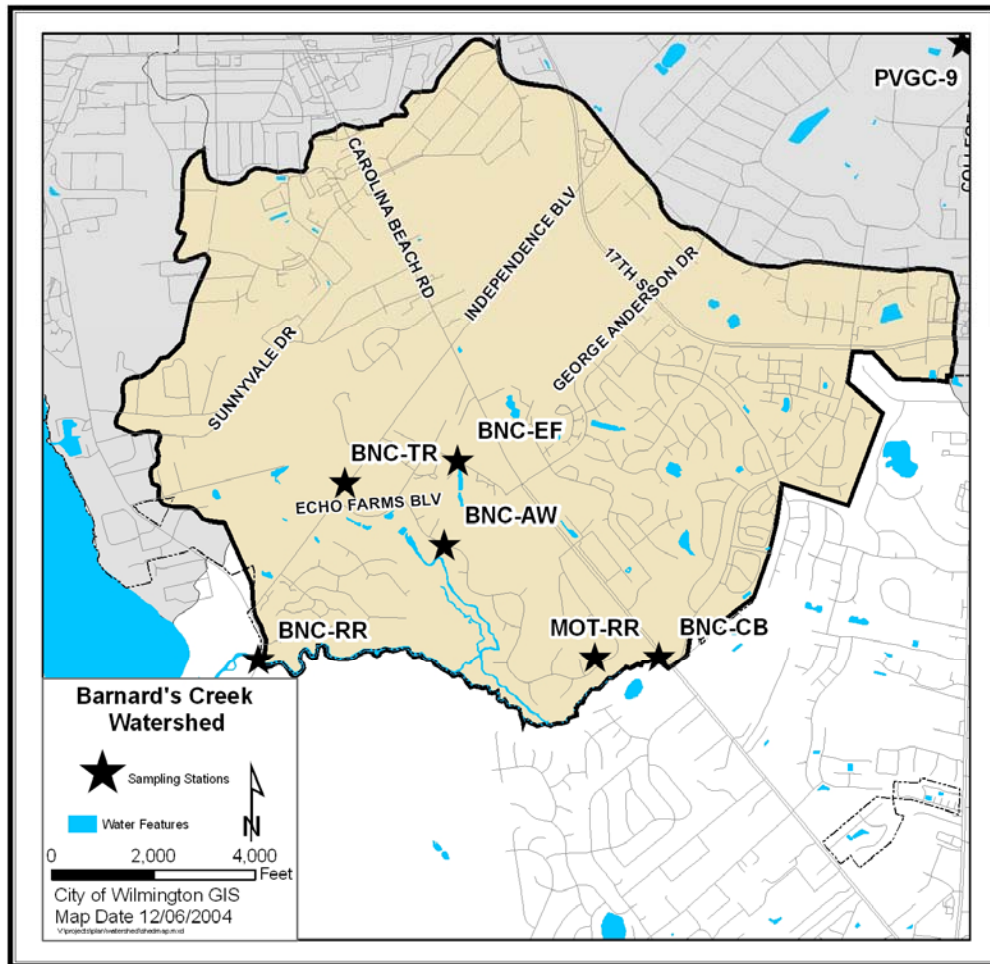 PVGC-9
CAROLINA BEACH RD
INDEPENDENCE BLV
17TH S
GEORGE ANDERSON DR
SUNNYVALE DR
BNC-EF
BNC-TR
ECHO FARMS BLV
BNC-AW
BNC-RR
MOT-RR
BNC-CB
Barnard's Creek
Watershed
Sampling Stations
Water Features
N
0 2,000 4,000
Feet
City of Wilmington GIS
Map Date 12/06/2004